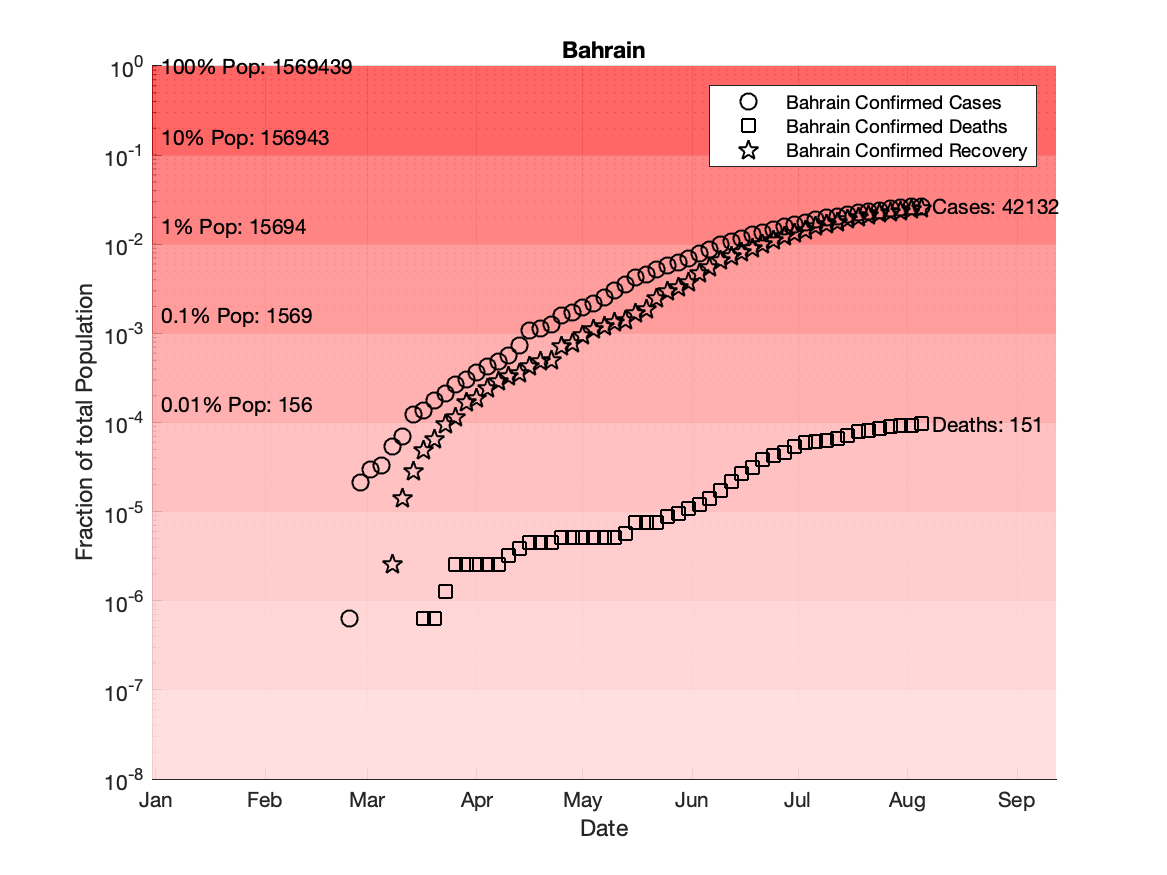 Bahrain
10^0
10^-1
10^-2
10^-3
10^-4
10^-5
10^-6
10^-7
10^-8
Fraction of total Population
100% Pop: 1569439
10% Pop: 156943
1% Pop: 15694
0.1% Pop: 1569
0.01% Pop: 156
Bahrain Confirmed Cases
Bahrain Confirmed Deaths
Bahrain Confirmed Recovery
Cases: 42132
Deaths: 151
Jan Feb Mar Apr May Jun Jul Aug Sep
Date